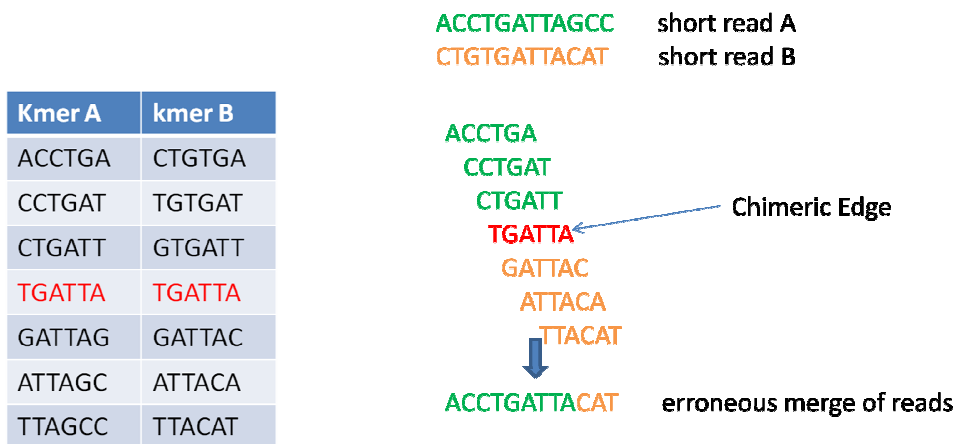 ACCTGATTAGCC short read A
CTGTGATTACAT short read B
Kmer A kmer B
ACCTGA CTGTGA
CCTGAT TGTGAT
CTGATT GTGATT
TGATTA TGATTA
GATTAG GATTAC
ATTAGC ATTACA
TTAGCC TTACAT
ACCTGA
CCTGAT
CTGATT
TGATTA Chimeric Edge
GATTAC
ATTACA
TTACAT
ACCTGATTACAT erroneous merge of reads